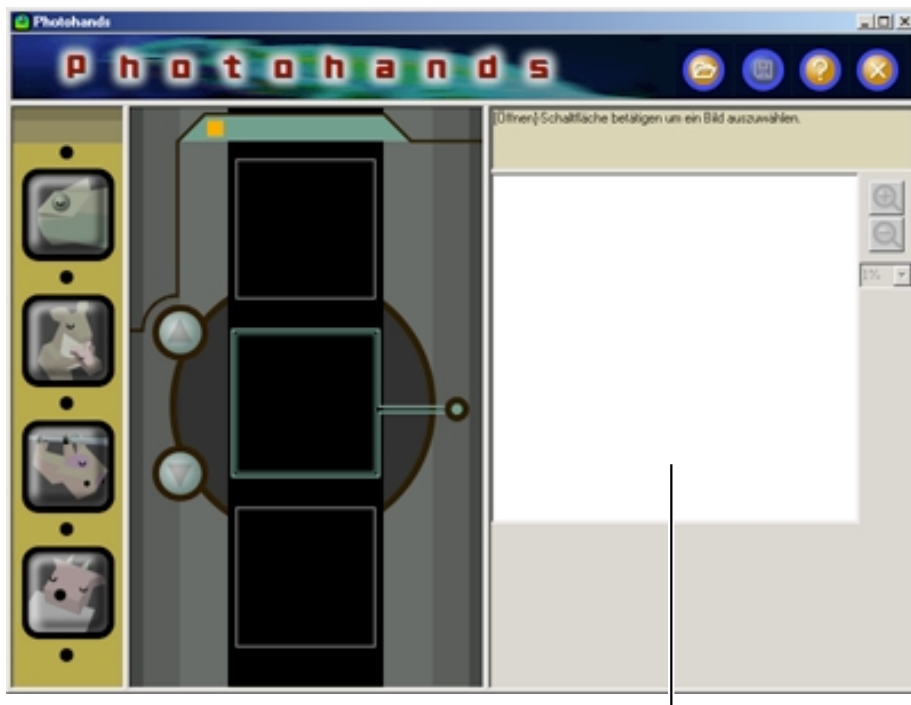 Photohands
Photohands
[Öffnen]-Schaltfläche betätigen um ein Bild auszuwählen.
1%